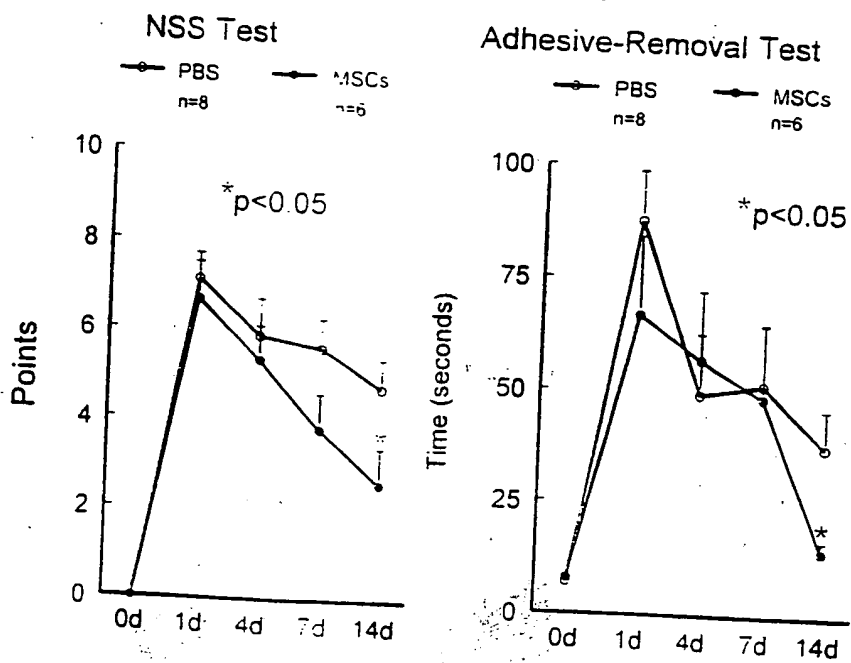 NSS Test
PBS MSCs
n=8 n=6
10
8
6
4
2
0
*p<0.05
Points
*
0d 1d 4d 7d 14d
Adhesive-Removal Test
PBS MSCs
n=8 n=6
100
75
50
25
0
*p<0.05
Time (seconds)
*
0d 1d 4d 7d 14d